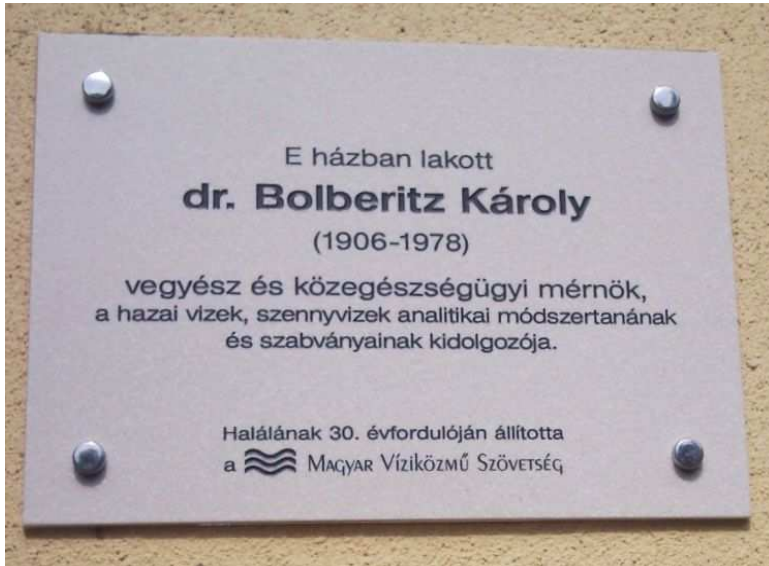 E házban lakott
dr. Bolberitz Károly
(1906-1978)
vegyész és közegészségügyi mérnök,
a hazai vizek, szennyvizek analitikai módszertanának
és szabványainak kidolgozója.
Halálának 30. évfordulóján állította
a Magyar Víziközmű Szövetség